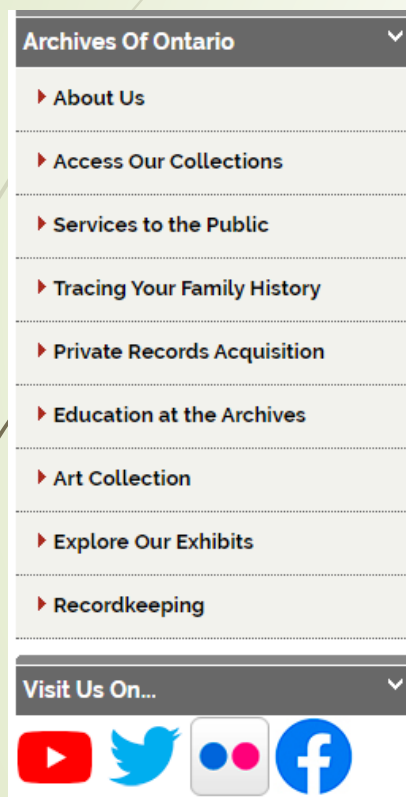 Archives Of Ontario
About Us
Access Our Collections
Services to the Public
Tracing Your Family History
Private Records Acquisition
Education at the Archives
Art Collection
Explore Our Exhibits
Recordkeeping
Visit Us On...